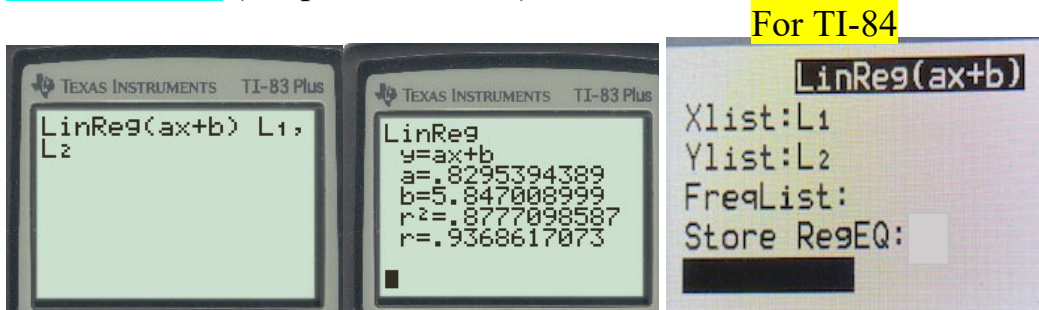 For TI-84
TEXAS INSTRUMENTS TI-83 Plus
LinReg(ax+b) L1,
L2
TEXAS INSTRUMENTS TI-83 Plus
LinReg
y=ax+b
a=.8295394389
b=5.847008999
r²=.8777098587
r=.9368617073
LinReg(ax+b)
Xlist:L1
Ylist:L2
FreqList:
Store RegEQ: